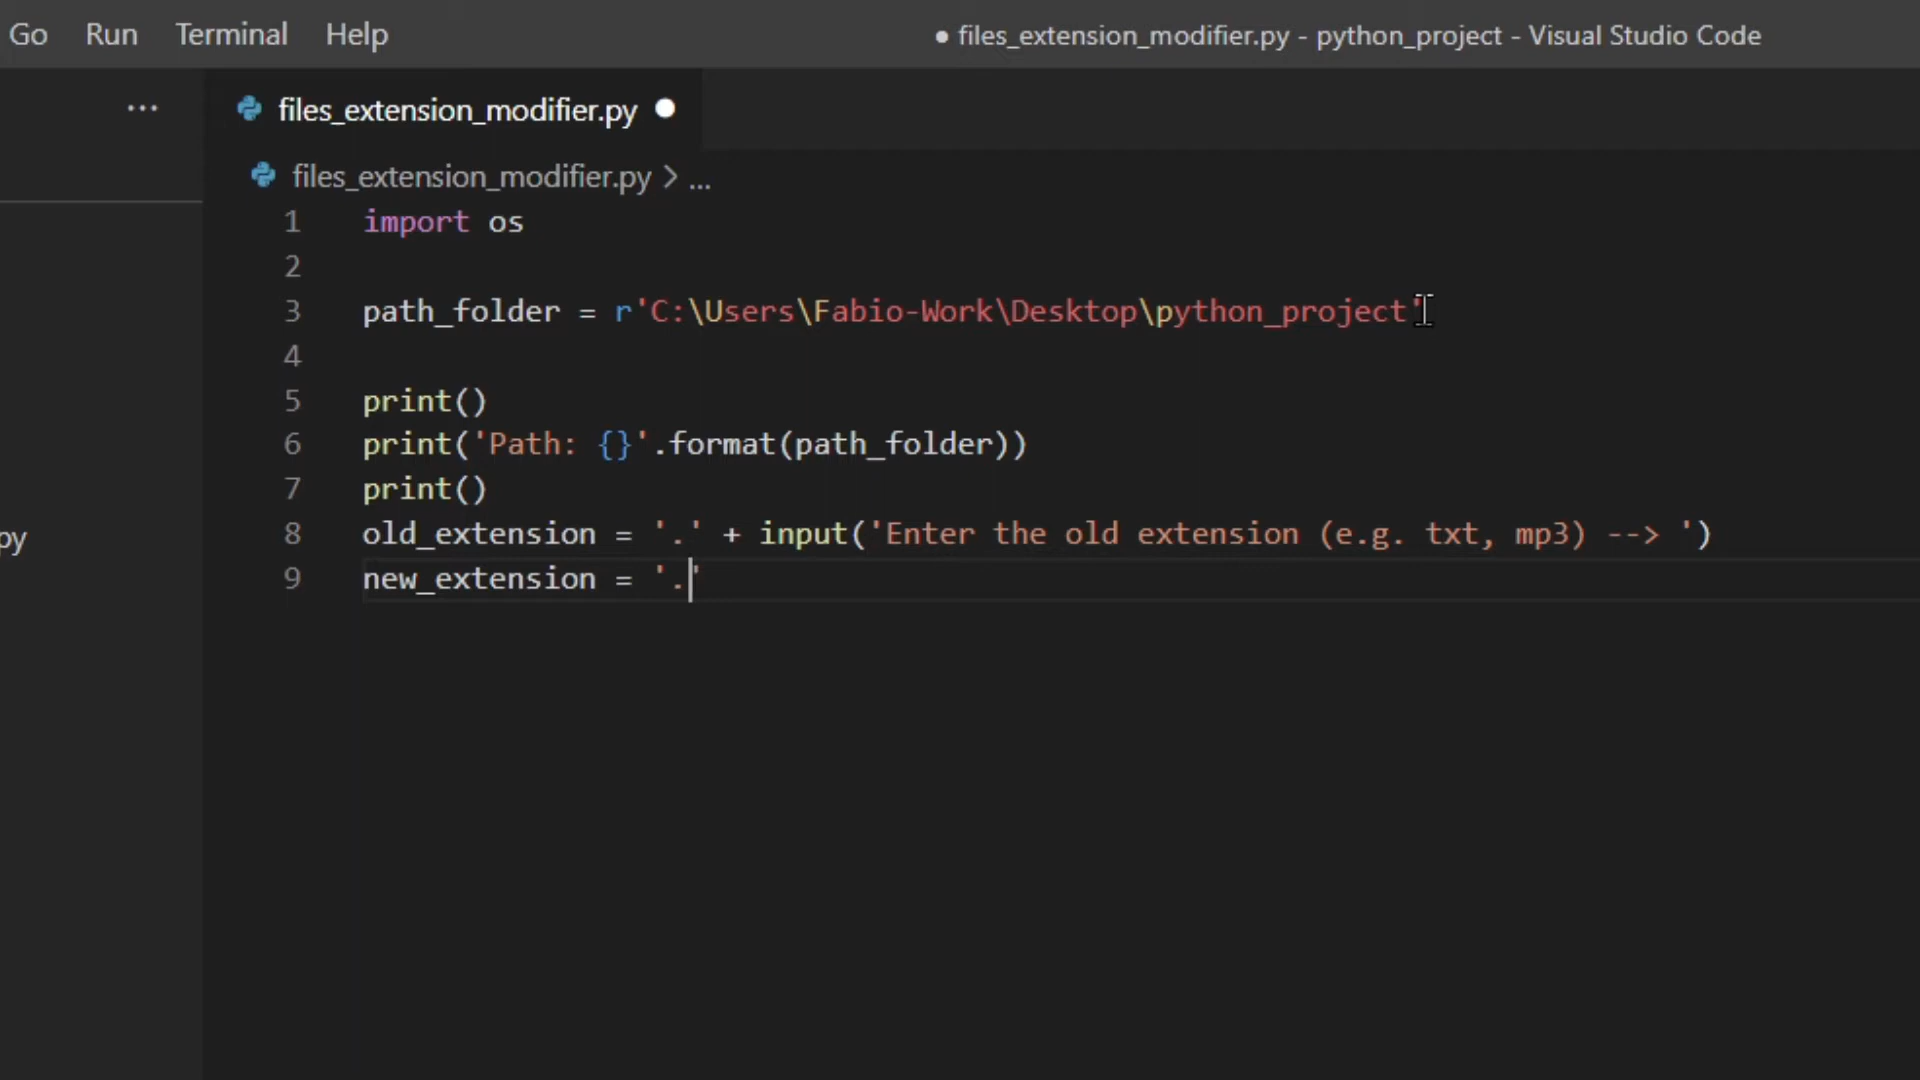 Go Run Terminal Help
● files_extension_modifier.py - python_project - Visual Studio Code
... files_extension_modifier.py ●
files_extension_modifier.py > ...
1 import os
2
3 path_folder = r'C:\Users\Fabio-Work\Desktop\python_project'
4
5 print()
6 print('Path: {}'.format(path_folder))
7 print()
8 old_extension = '.' + input('Enter the old extension (e.g. txt, mp3) --> ')
9 new_extension = '.'
py